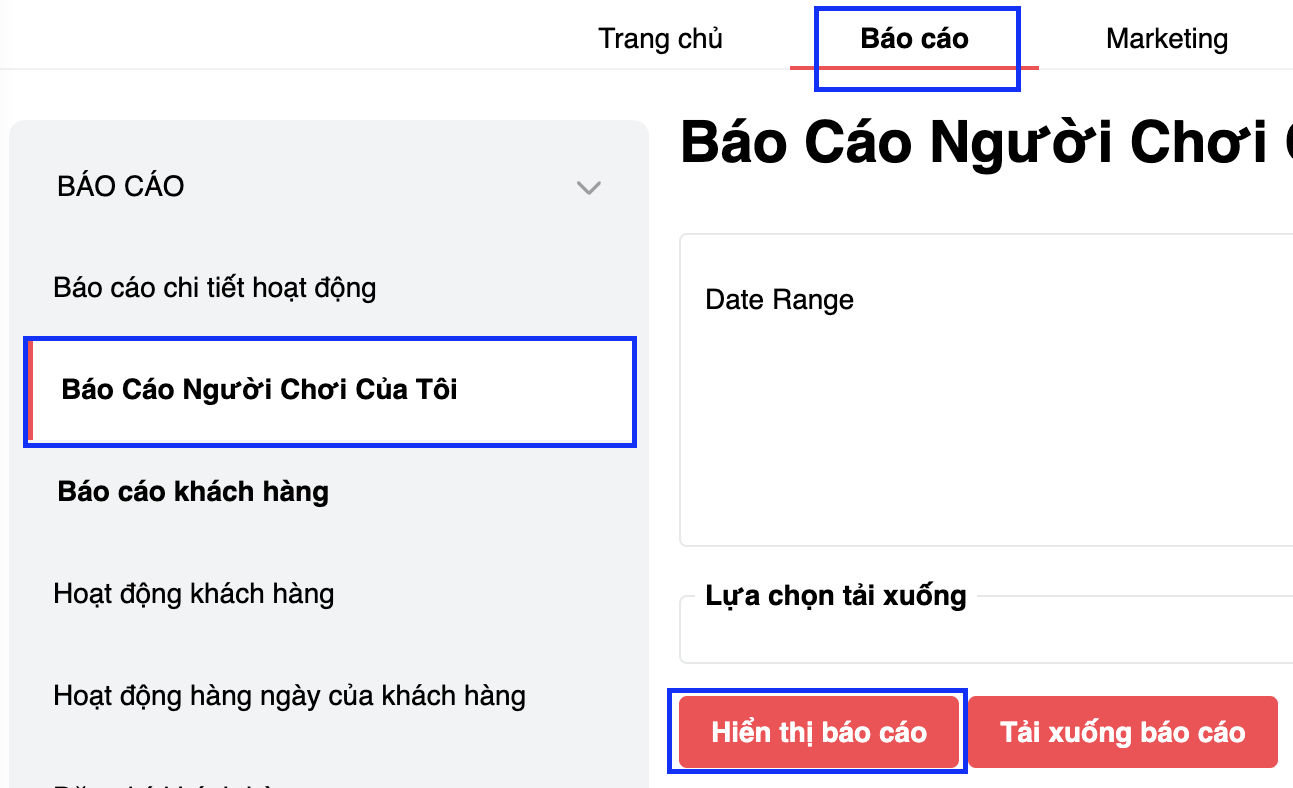 Trang chủ
Báo cáo
Marketing
BÁO CÁO
Báo cáo chi tiết hoạt động
Báo Cáo Người Chơi Của Tôi
Báo cáo khách hàng
Hoạt động khách hàng
Hoạt động hàng ngày của khách hàng
Báo Cáo Người Chơi
Date Range
Lựa chọn tải xuống
Hiển thị báo cáo
Tải xuống báo cáo